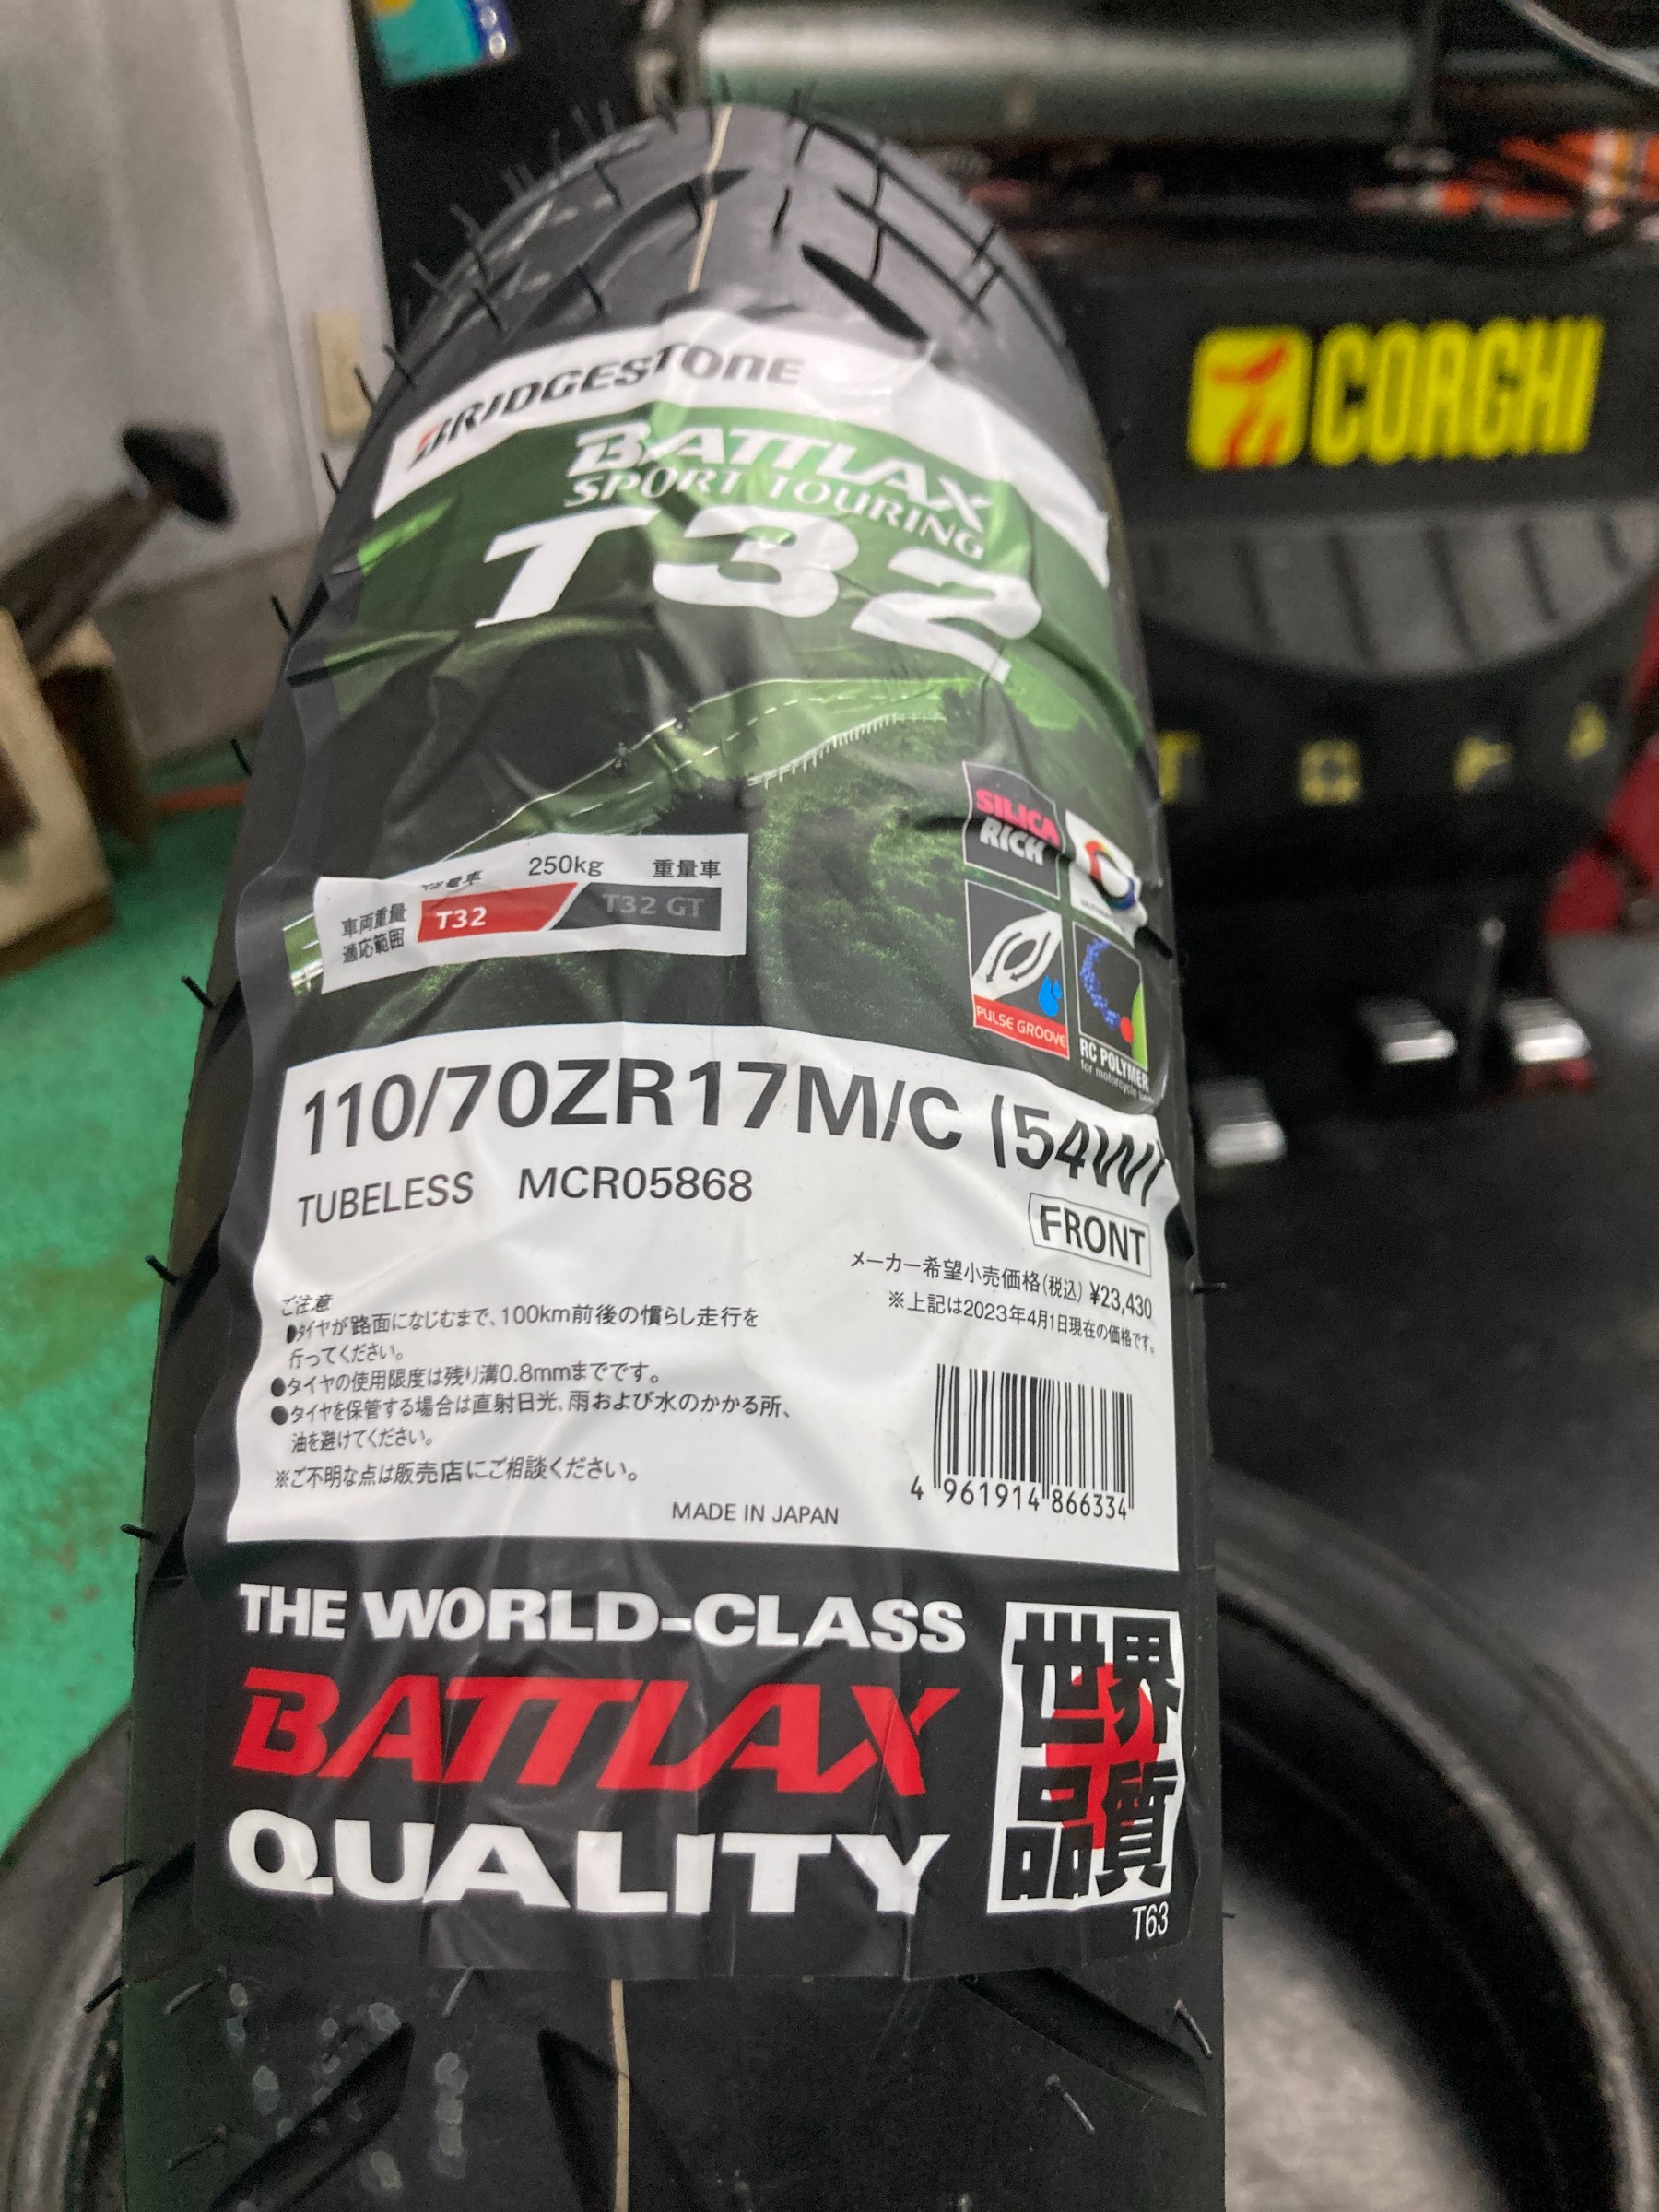 BRIDGESTONE
BATTLAX
SPORT TOURING
T32
CORGHI
SILICA
RICH
250kg
重量車
車両重量
適応範囲
T32
T32 GT
PULSE GROOVE
RC POLYMER
for motorcycle
110/70ZR17M/C (54W)
TUBELESS MCR05868
FRONT
メーカー希望小売価格(税込) ¥23,430
※上記は2023年4月1日現在の価格です。
ご注意
●タイヤが路面になじむまで、100km前後の慣らし走行を
行ってください。
●タイヤの使用限度は残り溝0.8mmまでです。
●タイヤを保管する場合は直射日光、雨および水のかかる所、
油を避けてください。
※ご不明な点は販売店にご相談ください。
4 961914 866334
MADE IN JAPAN
THE WORLD-CLASS
BATTLAX
QUALITY
世界
品質
T63